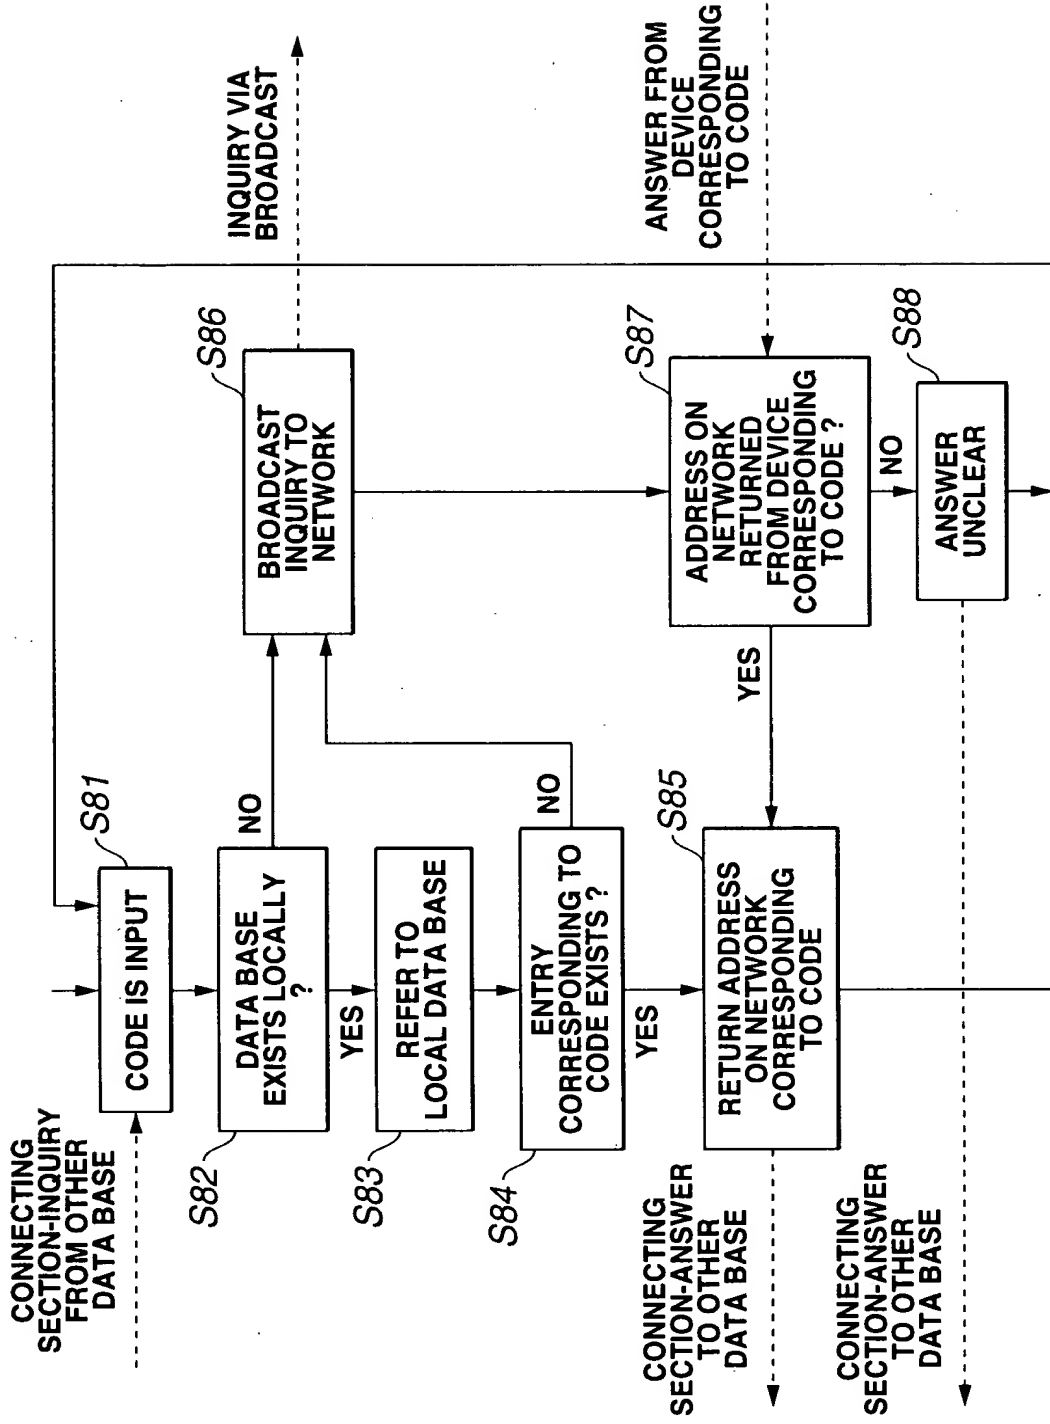 CONNECTING
SECTION-INQUIRY
FROM OTHER
DATA BASE
S81
CODE IS INPUT
S82
DATA BASE
EXISTS LOCALLY
?
NO
YES
S83
REFER TO
LOCAL DATA BASE
S84
ENTRY
CORRESPONDING TO
CODE EXISTS ?
NO
YES
S85
RETURN ADDRESS
ON NETWORK
CORRESPONDING
TO CODE
CONNECTING
SECTION-ANSWER
TO OTHER
DATA BASE
S86
BROADCAST
INQUIRY TO
NETWORK
INQUIRY VIA
BROADCAST
S87
ADDRESS ON
NETWORK
RETURNED
FROM DEVICE
CORRESPONDING
TO CODE ?
YES
NO
ANSWER FROM
DEVICE
CORRESPONDING
TO CODE
S88
ANSWER
UNCLEAR
CONNECTING
SECTION-ANSWER
TO OTHER
DATA BASE